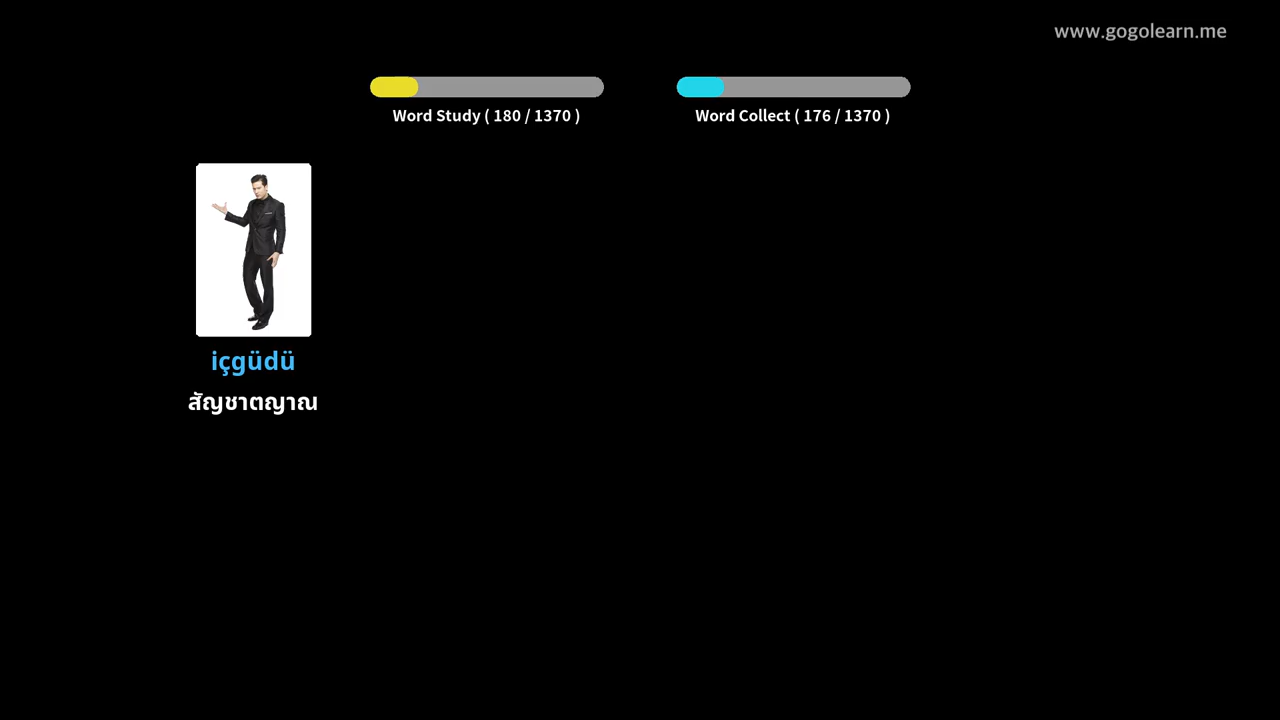 www.gogolearn.me
Word Study ( 180 / 1370 )
Word Collect ( 176 / 1370 )
içgüdü
สัญชาตญาณ